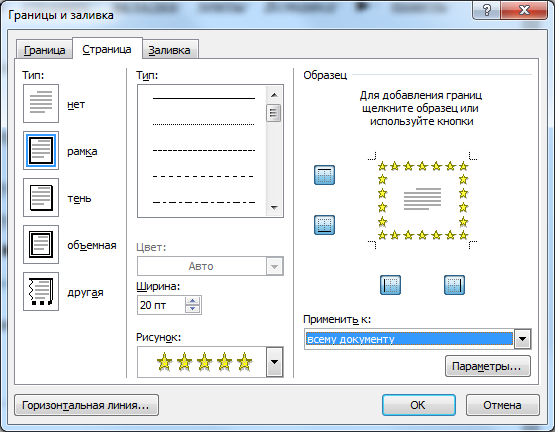 Границы и заливка
Граница
Страница
Заливка
Тип:
нет
рамка
тень
объемная
другая
Тип:
Цвет:
Авто
Ширина:
20 пт
Рисунок:
Образец
Для добавления границ
щелкните образец или
используйте кнопки
Применить к:
всему документу
Параметры...
Горизонтальная линия...
ОК
Отмена